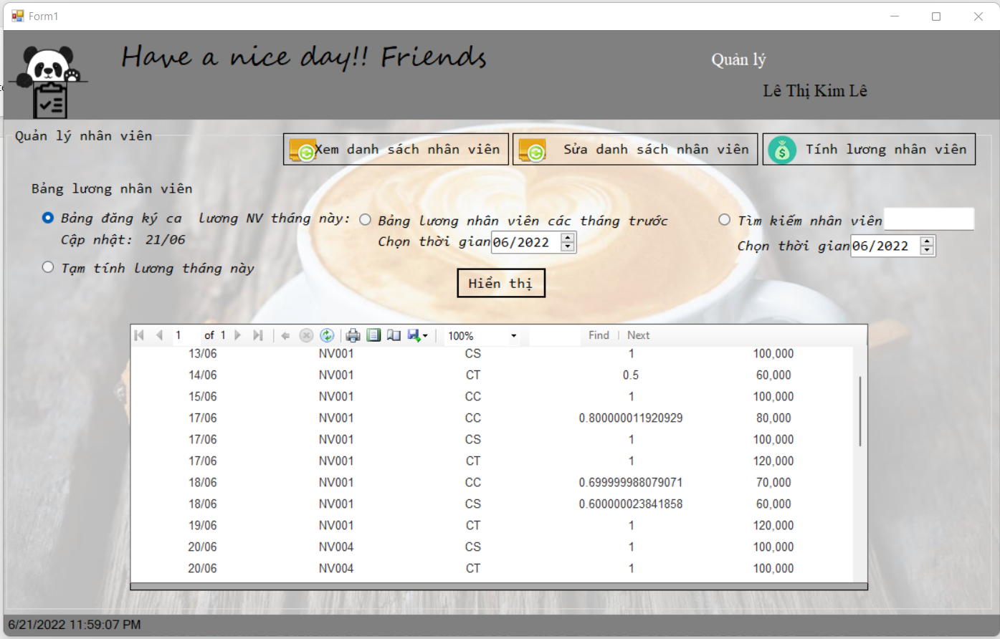 Form1
Have a nice day!! Friends
Quản lý
Lê Thị Kim Lê
Quản lý nhân viên
Xem danh sách nhân viên
Sửa danh sách nhân viên
Tính lương nhân viên
Bảng lương nhân viên
Bảng đăng ký ca lương NV tháng này:
Cập nhật: 21/06
Tạm tính lương tháng này
Bảng lương nhân viên các tháng trước
Chọn thời gian 06/2022
Tìm kiếm nhân viên
Chọn thời gian 06/2022
Hiển thị
1 of 1 100% Find | Next
13/06 NV001 CS 1 100,000
14/06 NV001 CT 0.5 60,000
15/06 NV001 CC 1 100,000
17/06 NV001 CC 0.800000011920929 80,000
17/06 NV001 CS 1 100,000
17/06 NV001 CT 1 120,000
18/06 NV001 CC 0.699999988079071 70,000
18/06 NV001 CS 0.600000023841858 60,000
19/06 NV001 CT 1 120,000
20/06 NV004 CS 1 100,000
20/06 NV004 CT 1 100,000
6/21/2022 11:59:07 PM